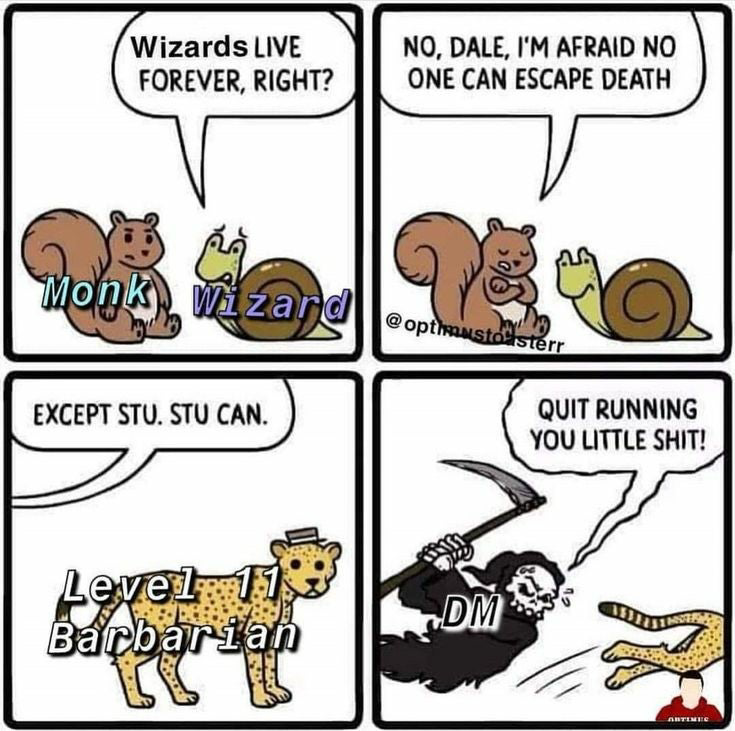 Wizards LIVE
FOREVER, RIGHT?
Monk
Wizard
NO, DALE, I'M AFRAID NO
ONE CAN ESCAPE DEATH
@optimustoasterr
EXCEPT STU. STU CAN.
Level 11
Barbarian
QUIT RUNNING
YOU LITTLE SHIT!
DM
OPTIMUS